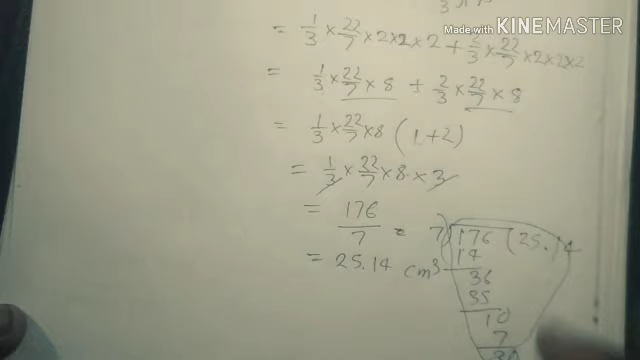 Made with KINEMASTER
= 1/3 × 22/7 × 2 × 2 × 2 + 2/3 × 22/7 × 2 × 2 × 2
= 1/3 × 22/7 × 8 + 2/3 × 22/7 × 8
= 1/3 × 22/7 × 8 (1 + 2)
= 1/3 × 22/7 × 8 × 3
= 176/7 = 7) 176 (25.14
= 25.14 cm³
14
36
35
10
7
30